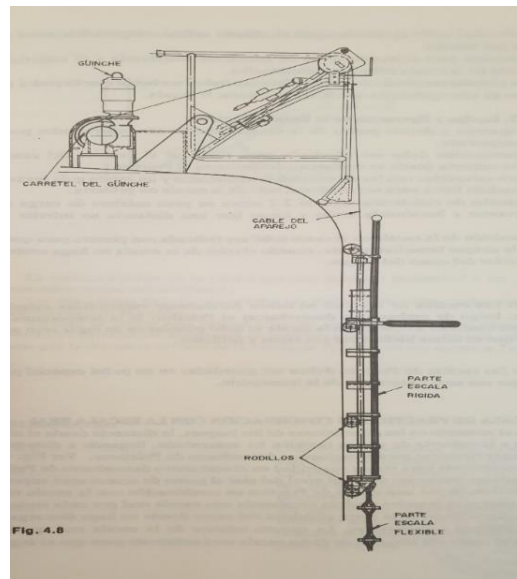 GÜINCHE
CARRETEL DEL GÜINCHE
CABLE DEL
APAREJO
PARTE
ESCALA
RIGIDA
RODILLOS
PARTE
ESCALA
FLEXIBLE
Fig. 4.8